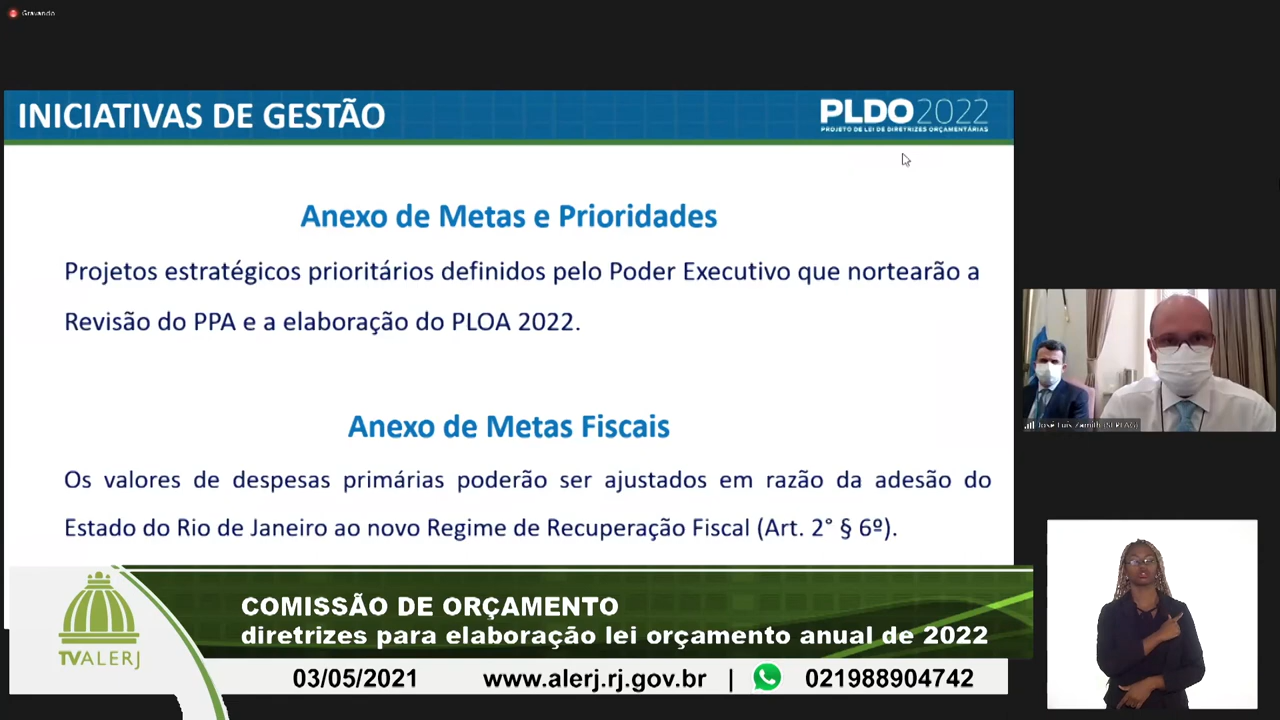 Gravando
INICIATIVAS DE GESTÃO
PLDO2022
PROJETO DE LEI DE DIRETRIZES ORÇAMENTÁRIAS
Anexo de Metas e Prioridades
Projetos estratégicos prioritários definidos pelo Poder Executivo que nortearão a
Revisão do PPA e a elaboração do PLOA 2022.
Anexo de Metas Fiscais
Os valores de despesas primárias poderão ser ajustados em razão da adesão do
Estado do Rio de Janeiro ao novo Regime de Recuperação Fiscal (Art. 2° § 6º).
José Luis Zamith (SEPLAG)
COMISSÃO DE ORÇAMENTO
diretrizes para elaboração lei orçamento anual de 2022
TVALERJ
03/05/2021 www.alerj.rj.gov.br | 021988904742